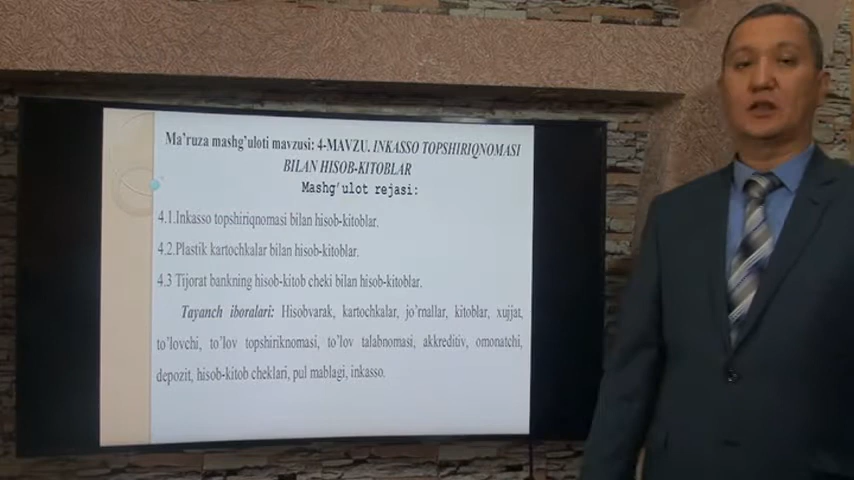 Ma'ruza mashg'uloti mavzusi: 4-MAVZU. INKASSO TOPSHIRIQNOMASI
BILAN HISOB-KITOBLAR
Mashg'ulot rejasi:
4.1.Inkasso topshiriqnomasi bilan hisob-kitoblar.
4.2.Plastik kartochkalar bilan hisob-kitoblar.
4.3 Tijorat bankning hisob-kitob cheki bilan hisob-kitoblar.
Tayanch iboralari: Hisobvarak, kartochkalar, jo'rnallar, kitoblar, xujjat,
to'lovchi, to'lov topshiriknomasi, to'lov talabnomasi, akkreditiv, omonatchi,
depozit, hisob-kitob cheklari, pul mablagi, inkasso.